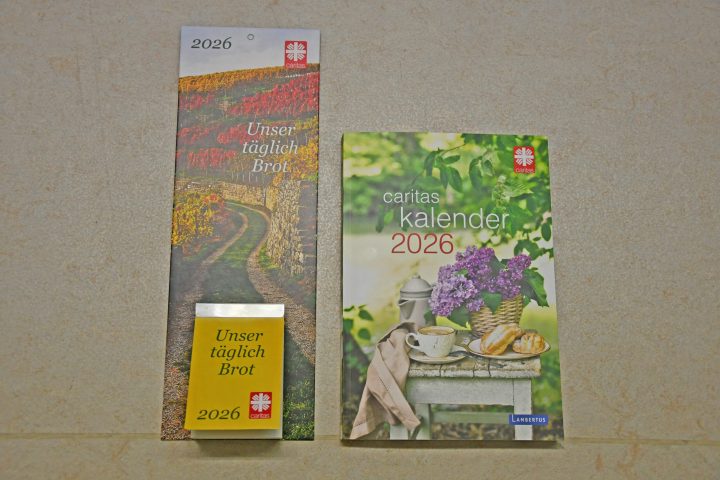 2026
caritas
Unser
täglich
Brot
Unser
täglich
Brot
2026
caritas
caritas
caritas
kalender
2026
LAMBERTUS